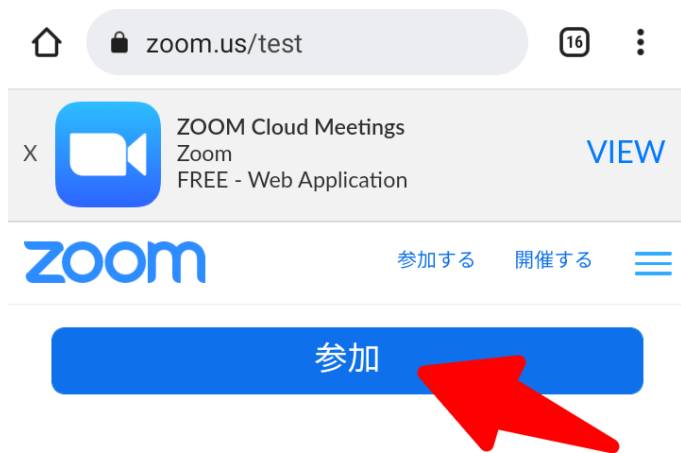 zoom.us/test
16
X
ZOOM Cloud Meetings
Zoom
FREE - Web Application
VIEW
zoom
参加する
開催する
参加